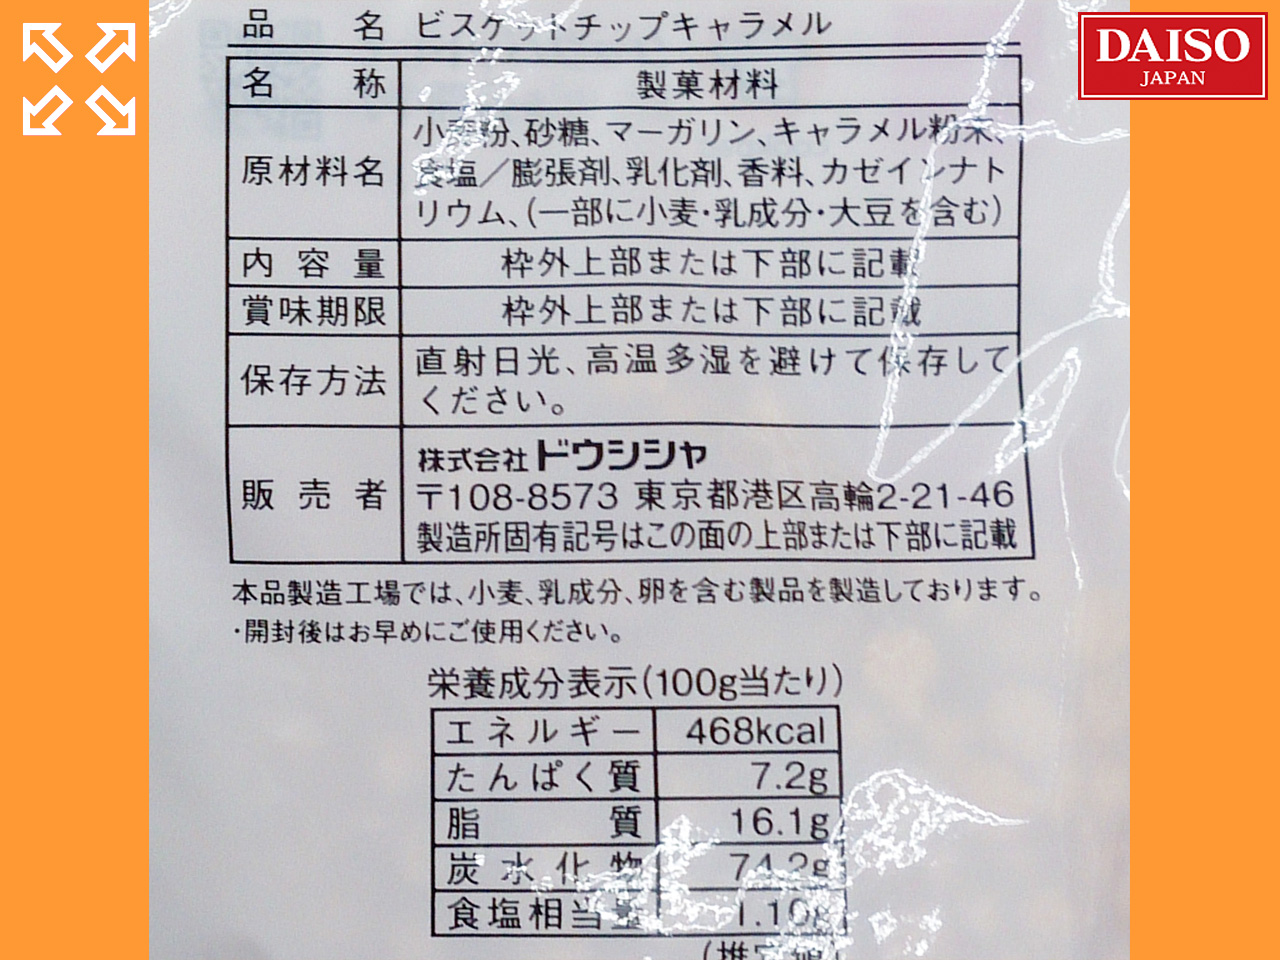 DAISO
JAPAN
品名 ビスケットチップキャラメル
名称 製菓材料
原材料名 小麦粉、砂糖、マーガリン、キャラメル粉末、
食塩／膨張剤、乳化剤、香料、カゼインナト
リウム、(一部に小麦・乳成分・大豆を含む)
内容量 枠外上部または下部に記載
賞味期限 枠外上部または下部に記載
保存方法 直射日光、高温多湿を避けて保存して
ください。
販売者 株式会社ドウシシャ
〒108-8573 東京都港区高輪2-21-46
製造所固有記号はこの面の上部または下部に記載
本品製造工場では、小麦、乳成分、卵を含む製品を製造しております。
・開封後はお早めにご使用ください。
栄養成分表示(100g当たり)
エネルギー 468kcal
たんぱく質 7.2g
脂質 16.1g
炭水化物 74.2g
食塩相当量 1.10g